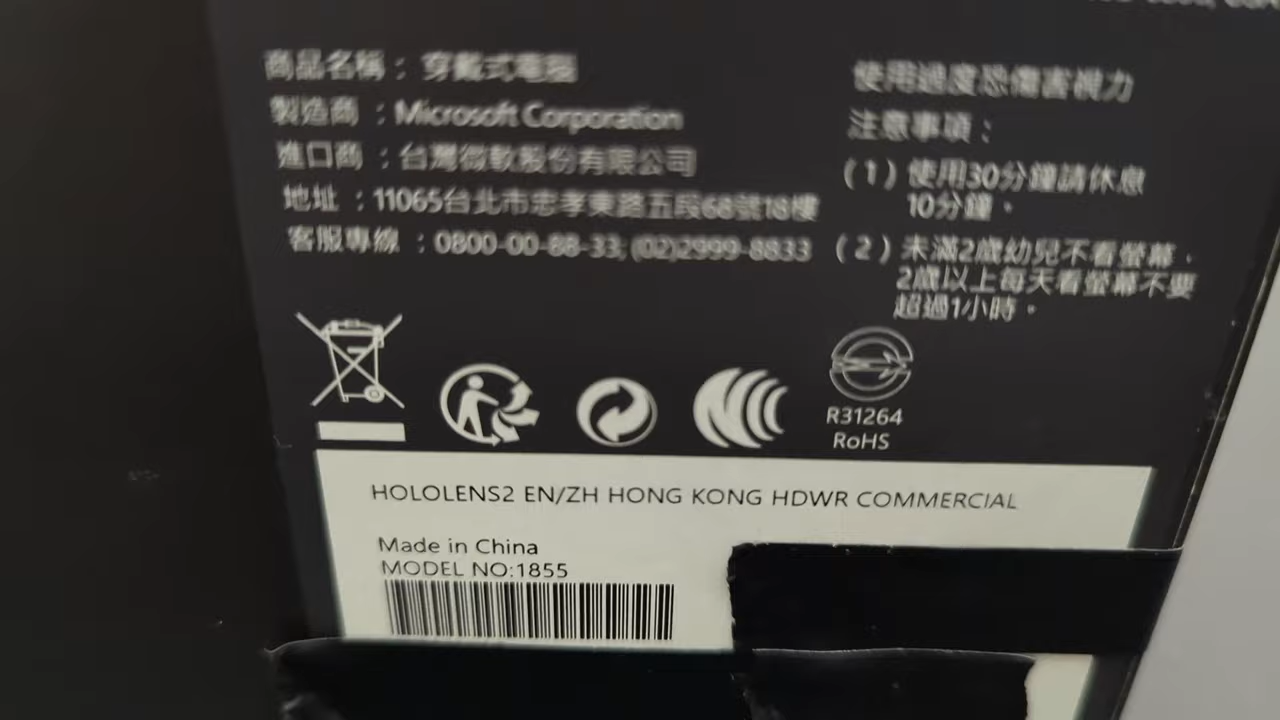 商品名稱：穿戴式電腦
製造商：Microsoft Corporation
進口商：台灣微軟股份有限公司
地址：11065台北市忠孝東路五段68號18樓
客服專線：0800-00-88-33; (02)2999-8833
使用過度恐傷害視力
注意事項：
(1) 使用30分鐘請休息
10分鐘。
(2) 未滿2歲幼兒不看螢幕，
2歲以上每天看螢幕不要
超過1小時。
R31264
RoHS
HOLOLENS2 EN/ZH HONG KONG HDWR COMMERCIAL
Made in China
MODEL NO:1855